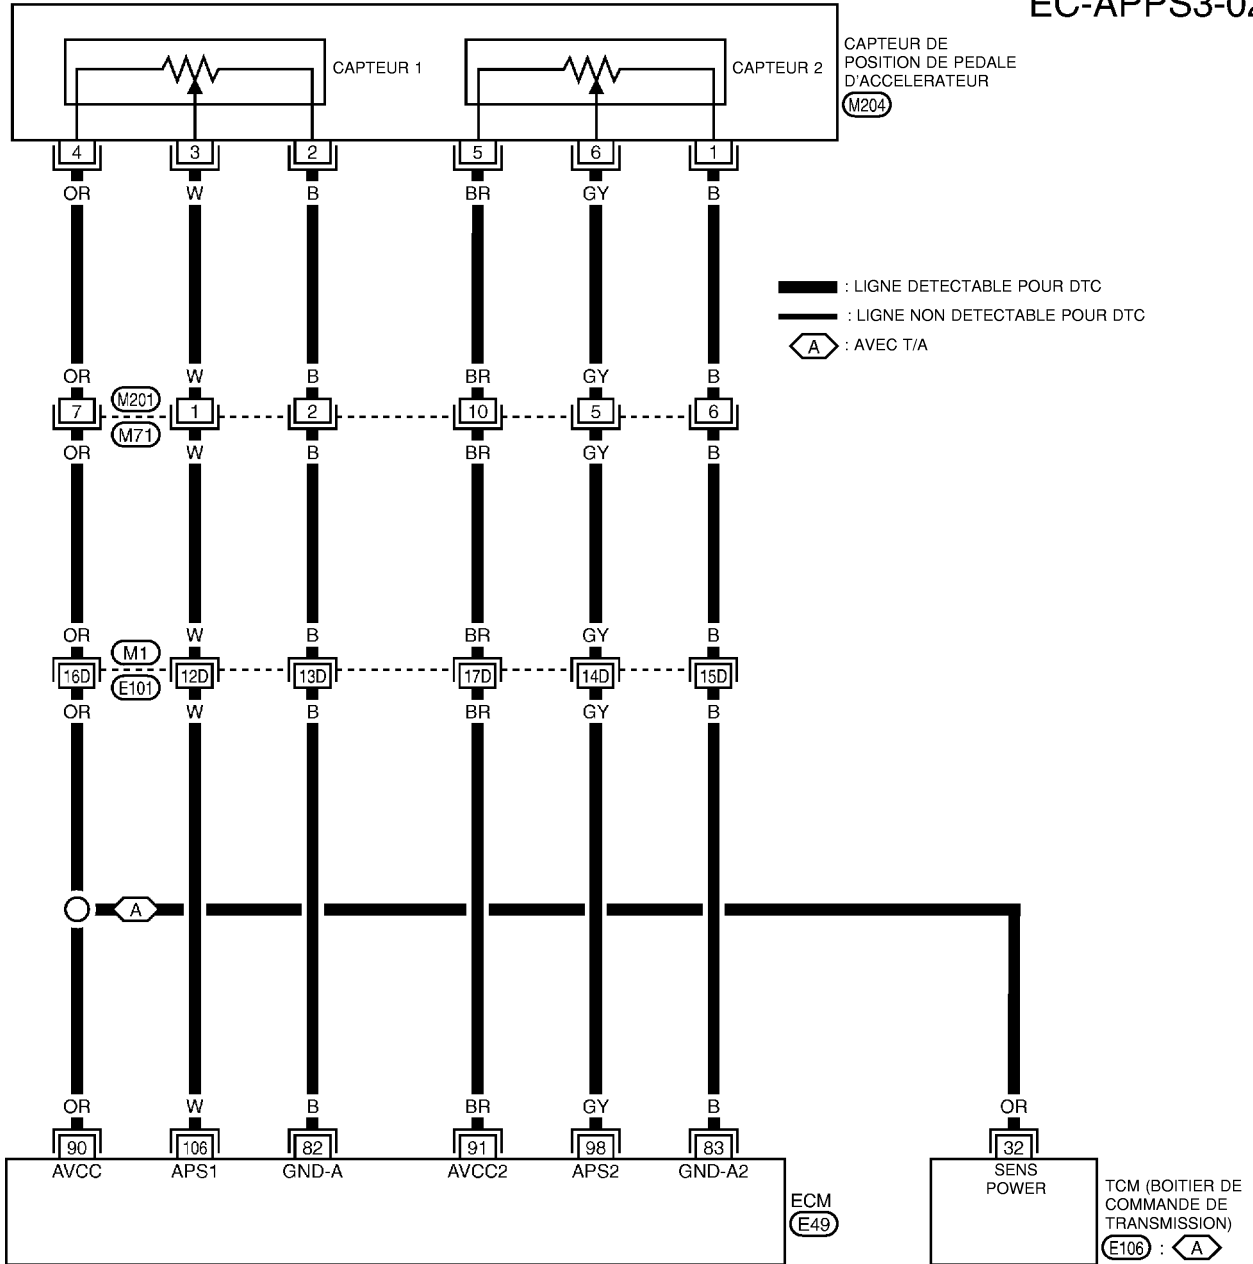 EC-APPS3-02
CAPTEUR 1
CAPTEUR 2
CAPTEUR DE
POSITION DE PEDALE
D'ACCELERATEUR
M204
4 3 2 5 6 1
OR W B BR GY B
: LIGNE DETECTABLE POUR DTC
: LIGNE NON DETECTABLE POUR DTC
A : AVEC T/A
OR W B BR GY B
M201
7 1 2 10 5 6
M71
OR W B BR GY B
OR W B BR GY B
M1
16D 12D 13D 17D 14D 15D
E101
OR W B BR GY B
A
OR W B BR GY B OR
90 106 82 91 98 83 32
AVCC APS1 GND-A AVCC2 APS2 GND-A2
SENS
POWER
ECM
E49
TCM (BOITIER DE
COMMANDE DE
TRANSMISSION)
E106 : A